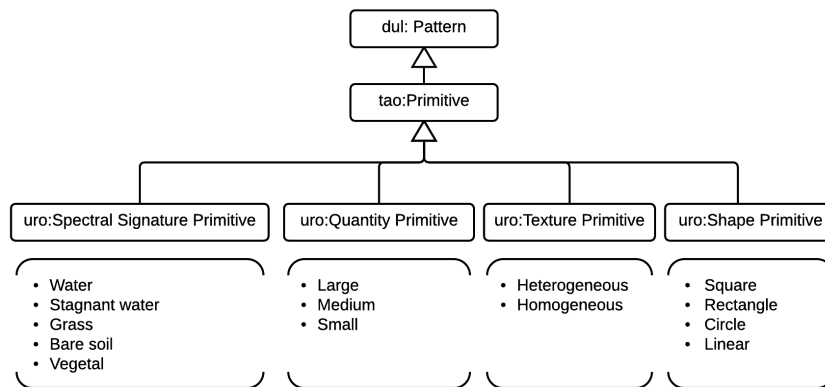 dul: Pattern
tao:Primitive
uro:Spectral Signature Primitive
uro:Quantity Primitive
uro:Texture Primitive
uro:Shape Primitive
• Water
• Stagnant water
• Grass
• Bare soil
• Vegetal
• Large
• Medium
• Small
• Heterogeneous
• Homogeneous
• Square
• Rectangle
• Circle
• Linear